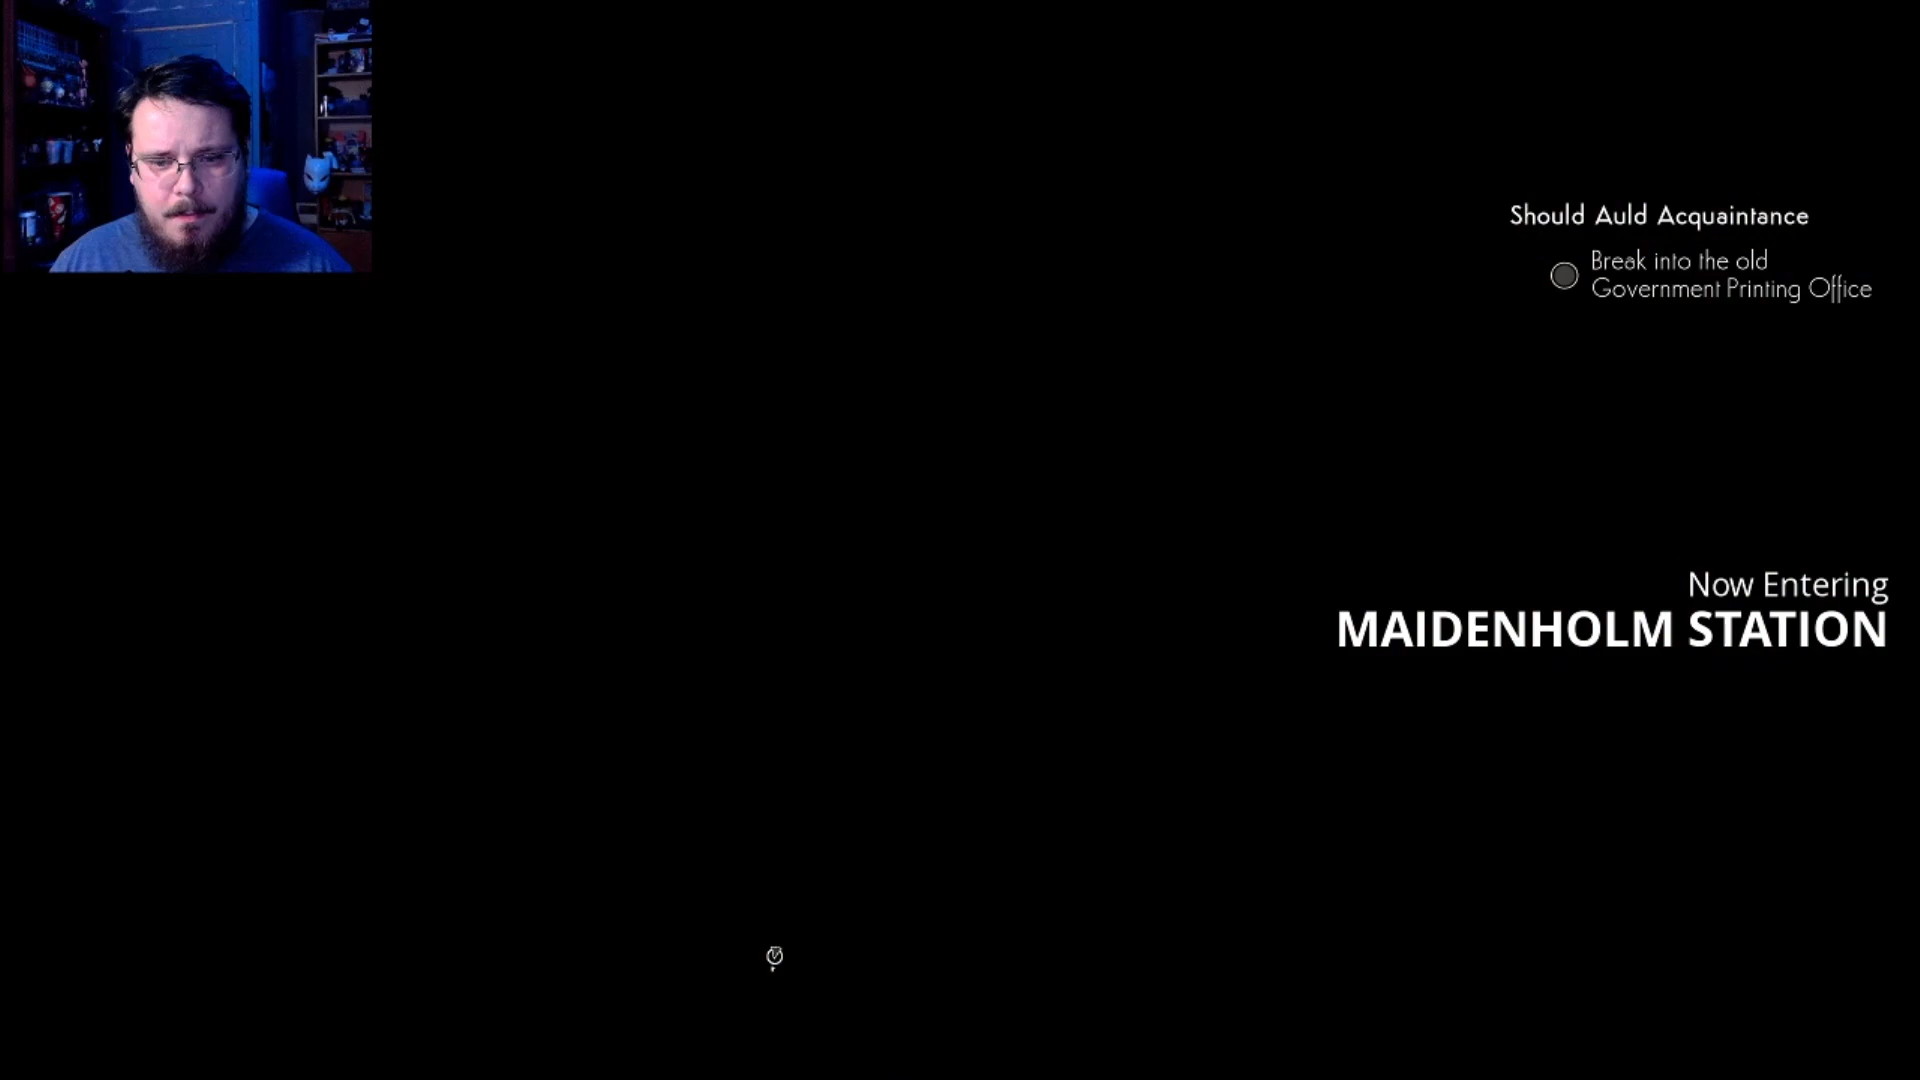 Should Auld Acquaintance
Break into the old
Government Printing Office
Now Entering
MAIDENHOLM STATION